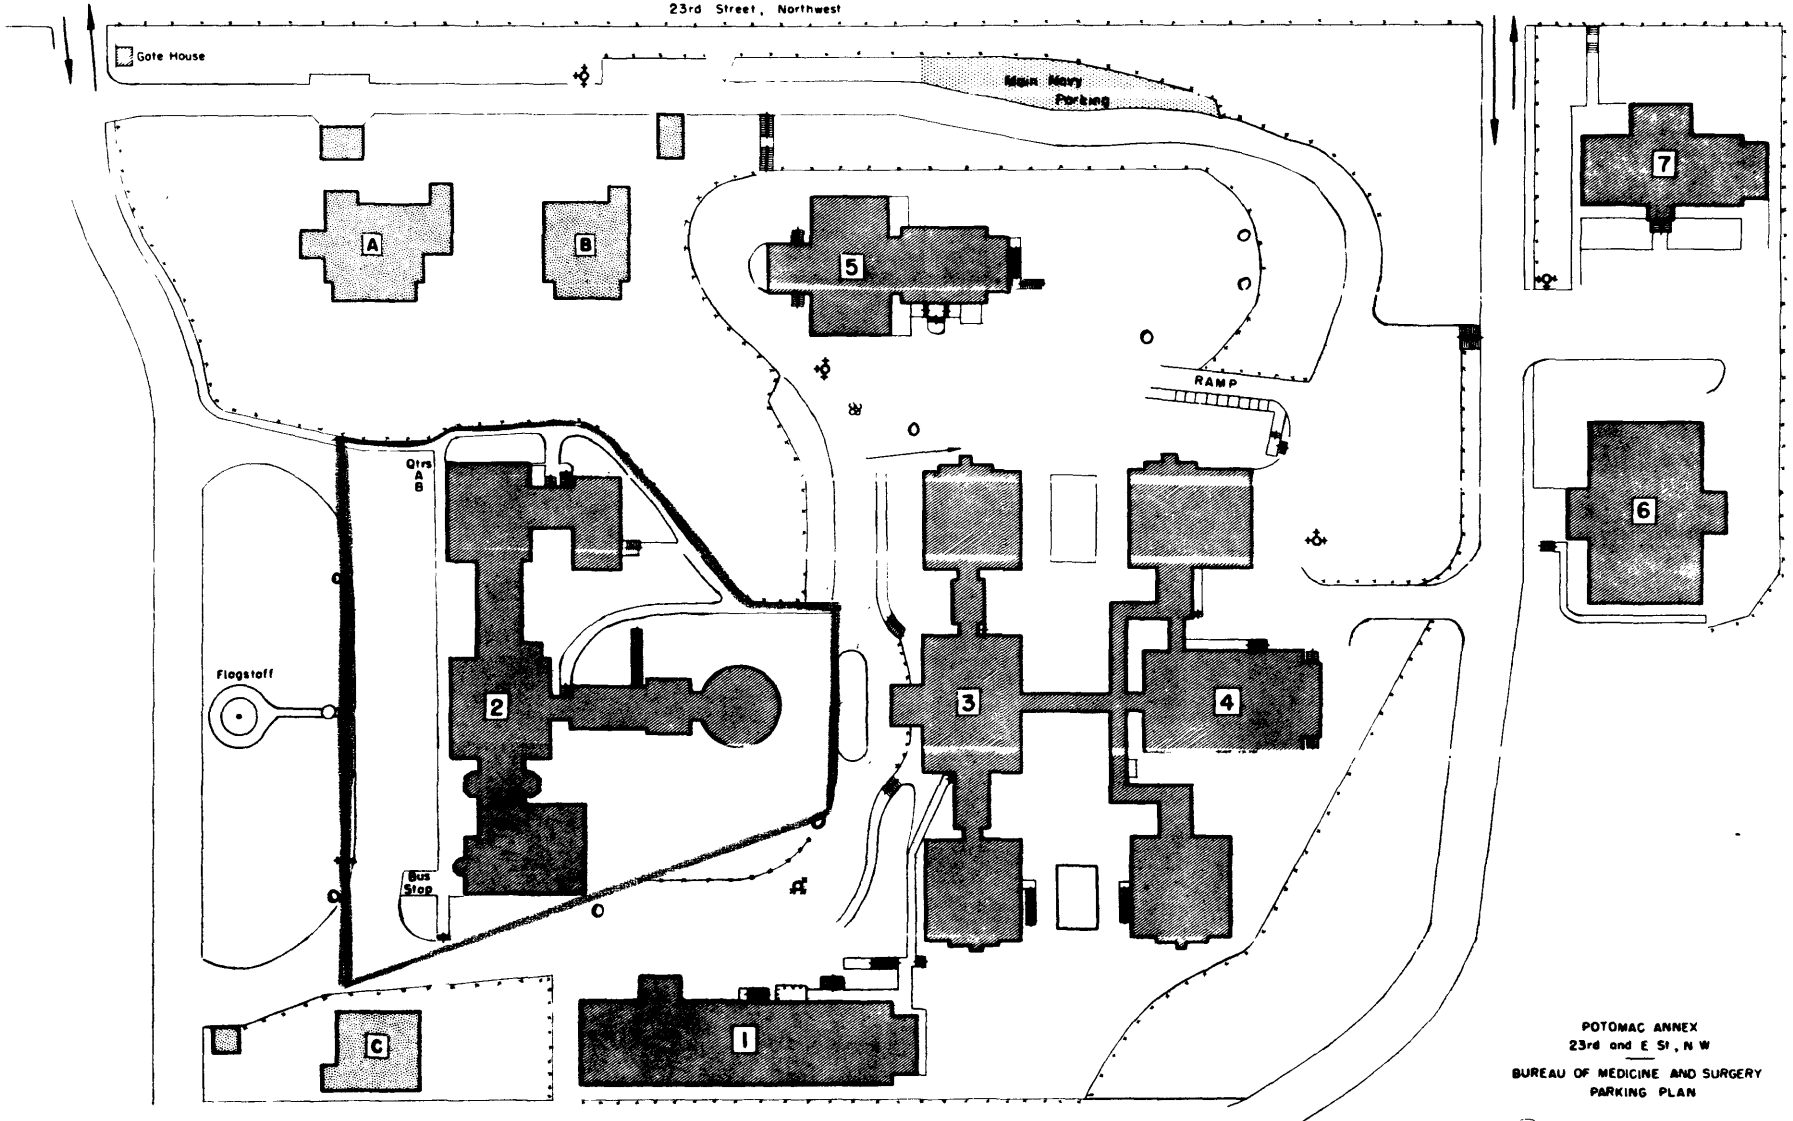 23rd Street, Northwest
Gate House
Main Navy
Parking
7
A
B
5
RAMP
Qtrs
A
B
6
Flagstaff
2
3
4
Bus
Stop
C
1
POTOMAC ANNEX
23rd and E St, N W
BUREAU OF MEDICINE AND SURGERY
PARKING PLAN